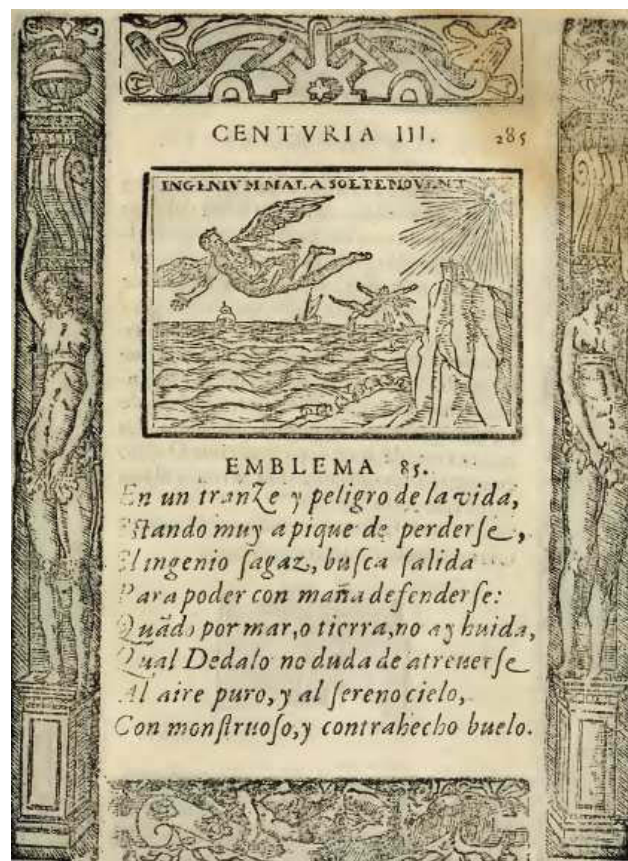 CENTVRIA III. 285
INGENIVM MALA SOEPE MOVENT
EMBLEMA 85.
En un tranZe y peligro de la vida,
Eſtando muy a pique de perderſe,
El ingenio ſagaz, buſca ſalida
Para poder con maña defenderſe:
Quãdo por mar, o tierra, no ay huida,
Qual Dedalo no duda de atreuerſe
Al aire puro, y al ſereno cielo,
Con monſtruoſo, y contrahecho buelo.